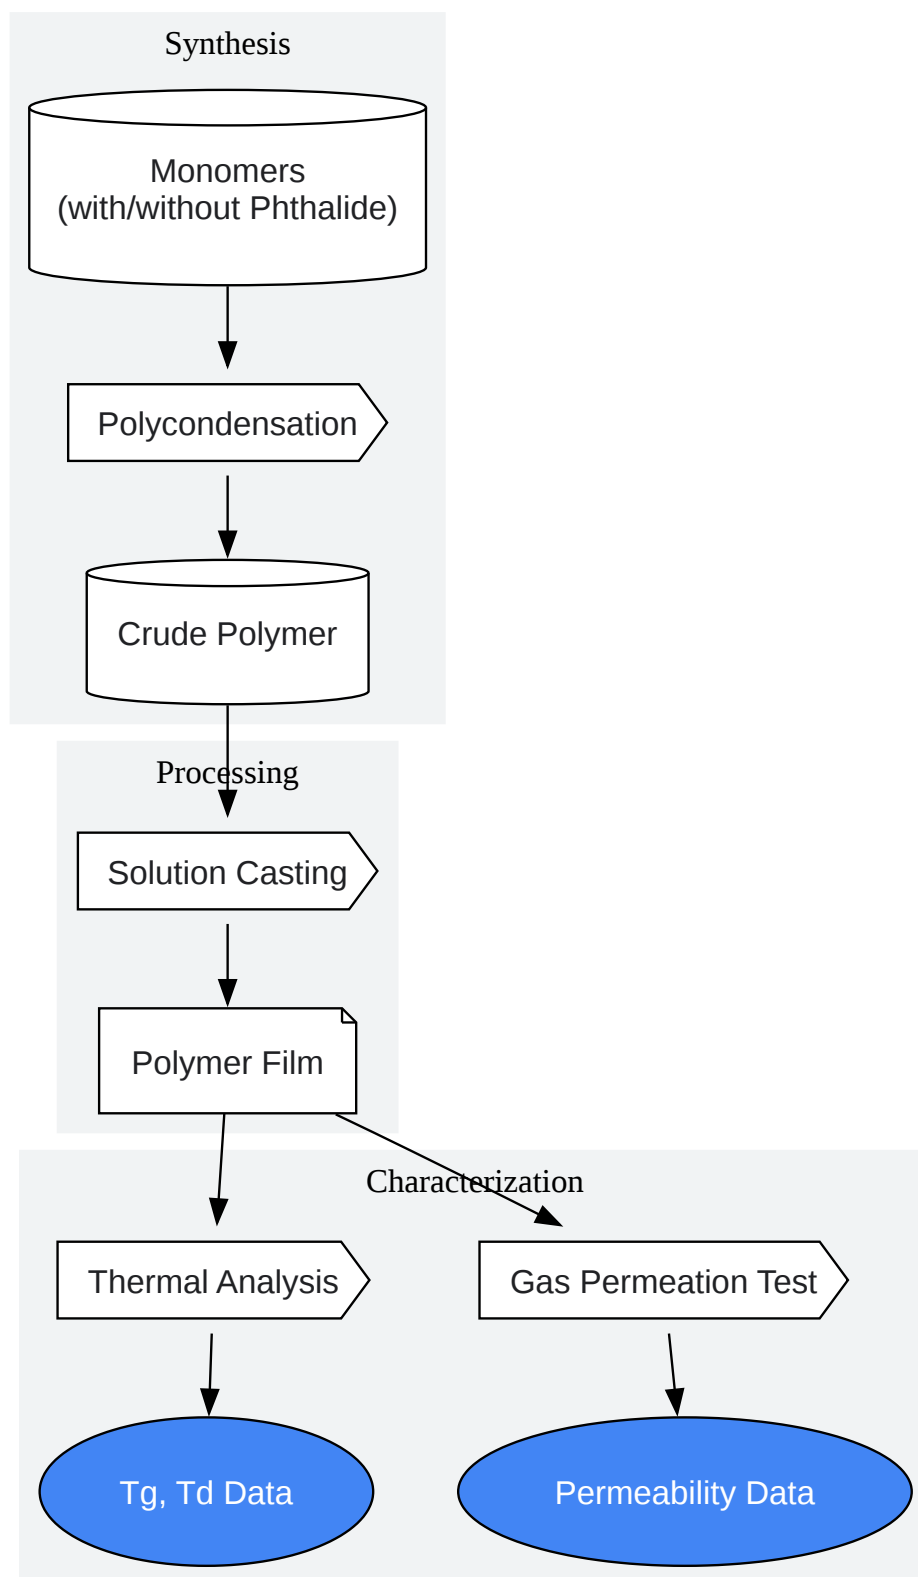 Synthesis
Monomers
(with/without Phthalide)
Polycondensation
Crude Polymer
Processing
Solution Casting
Polymer Film
Characterization
Thermal Analysis
Gas Permeation Test
Tg, Td Data
Permeability Data